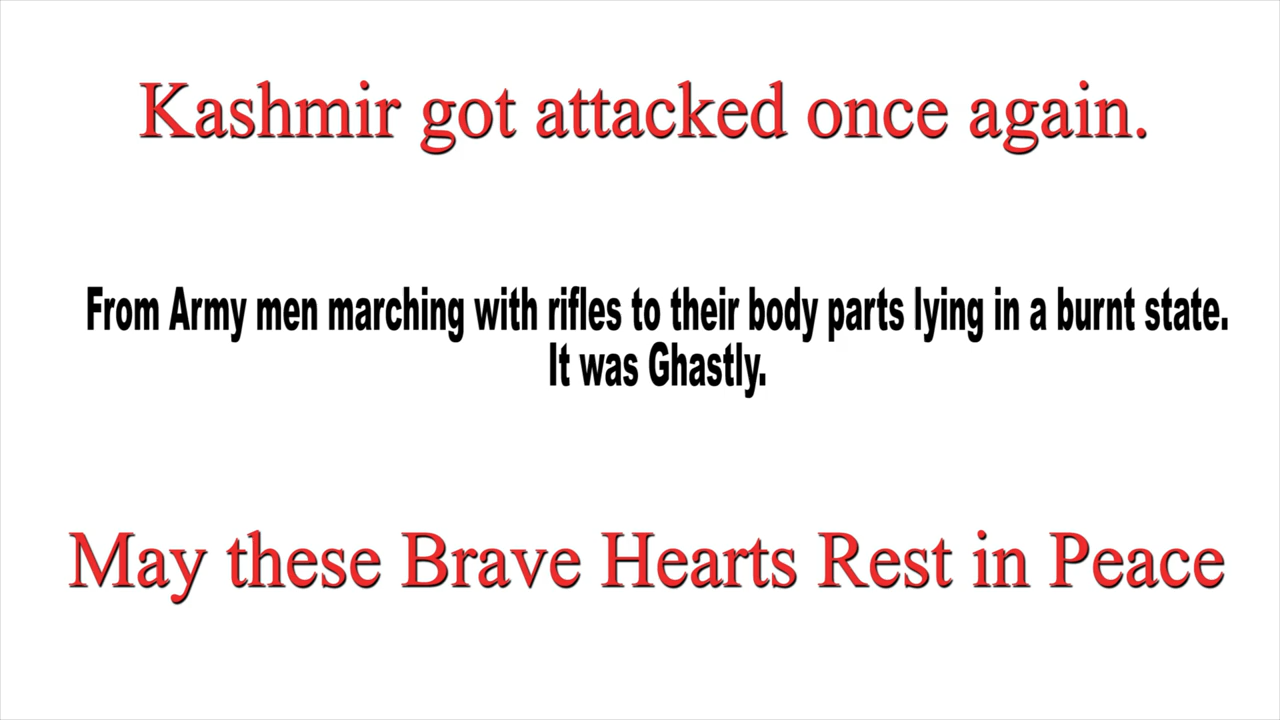 Kashmir got attacked once again.
From Army men marching with rifles to their body parts lying in a burnt state.
It was Ghastly.
May these Brave Hearts Rest in Peace